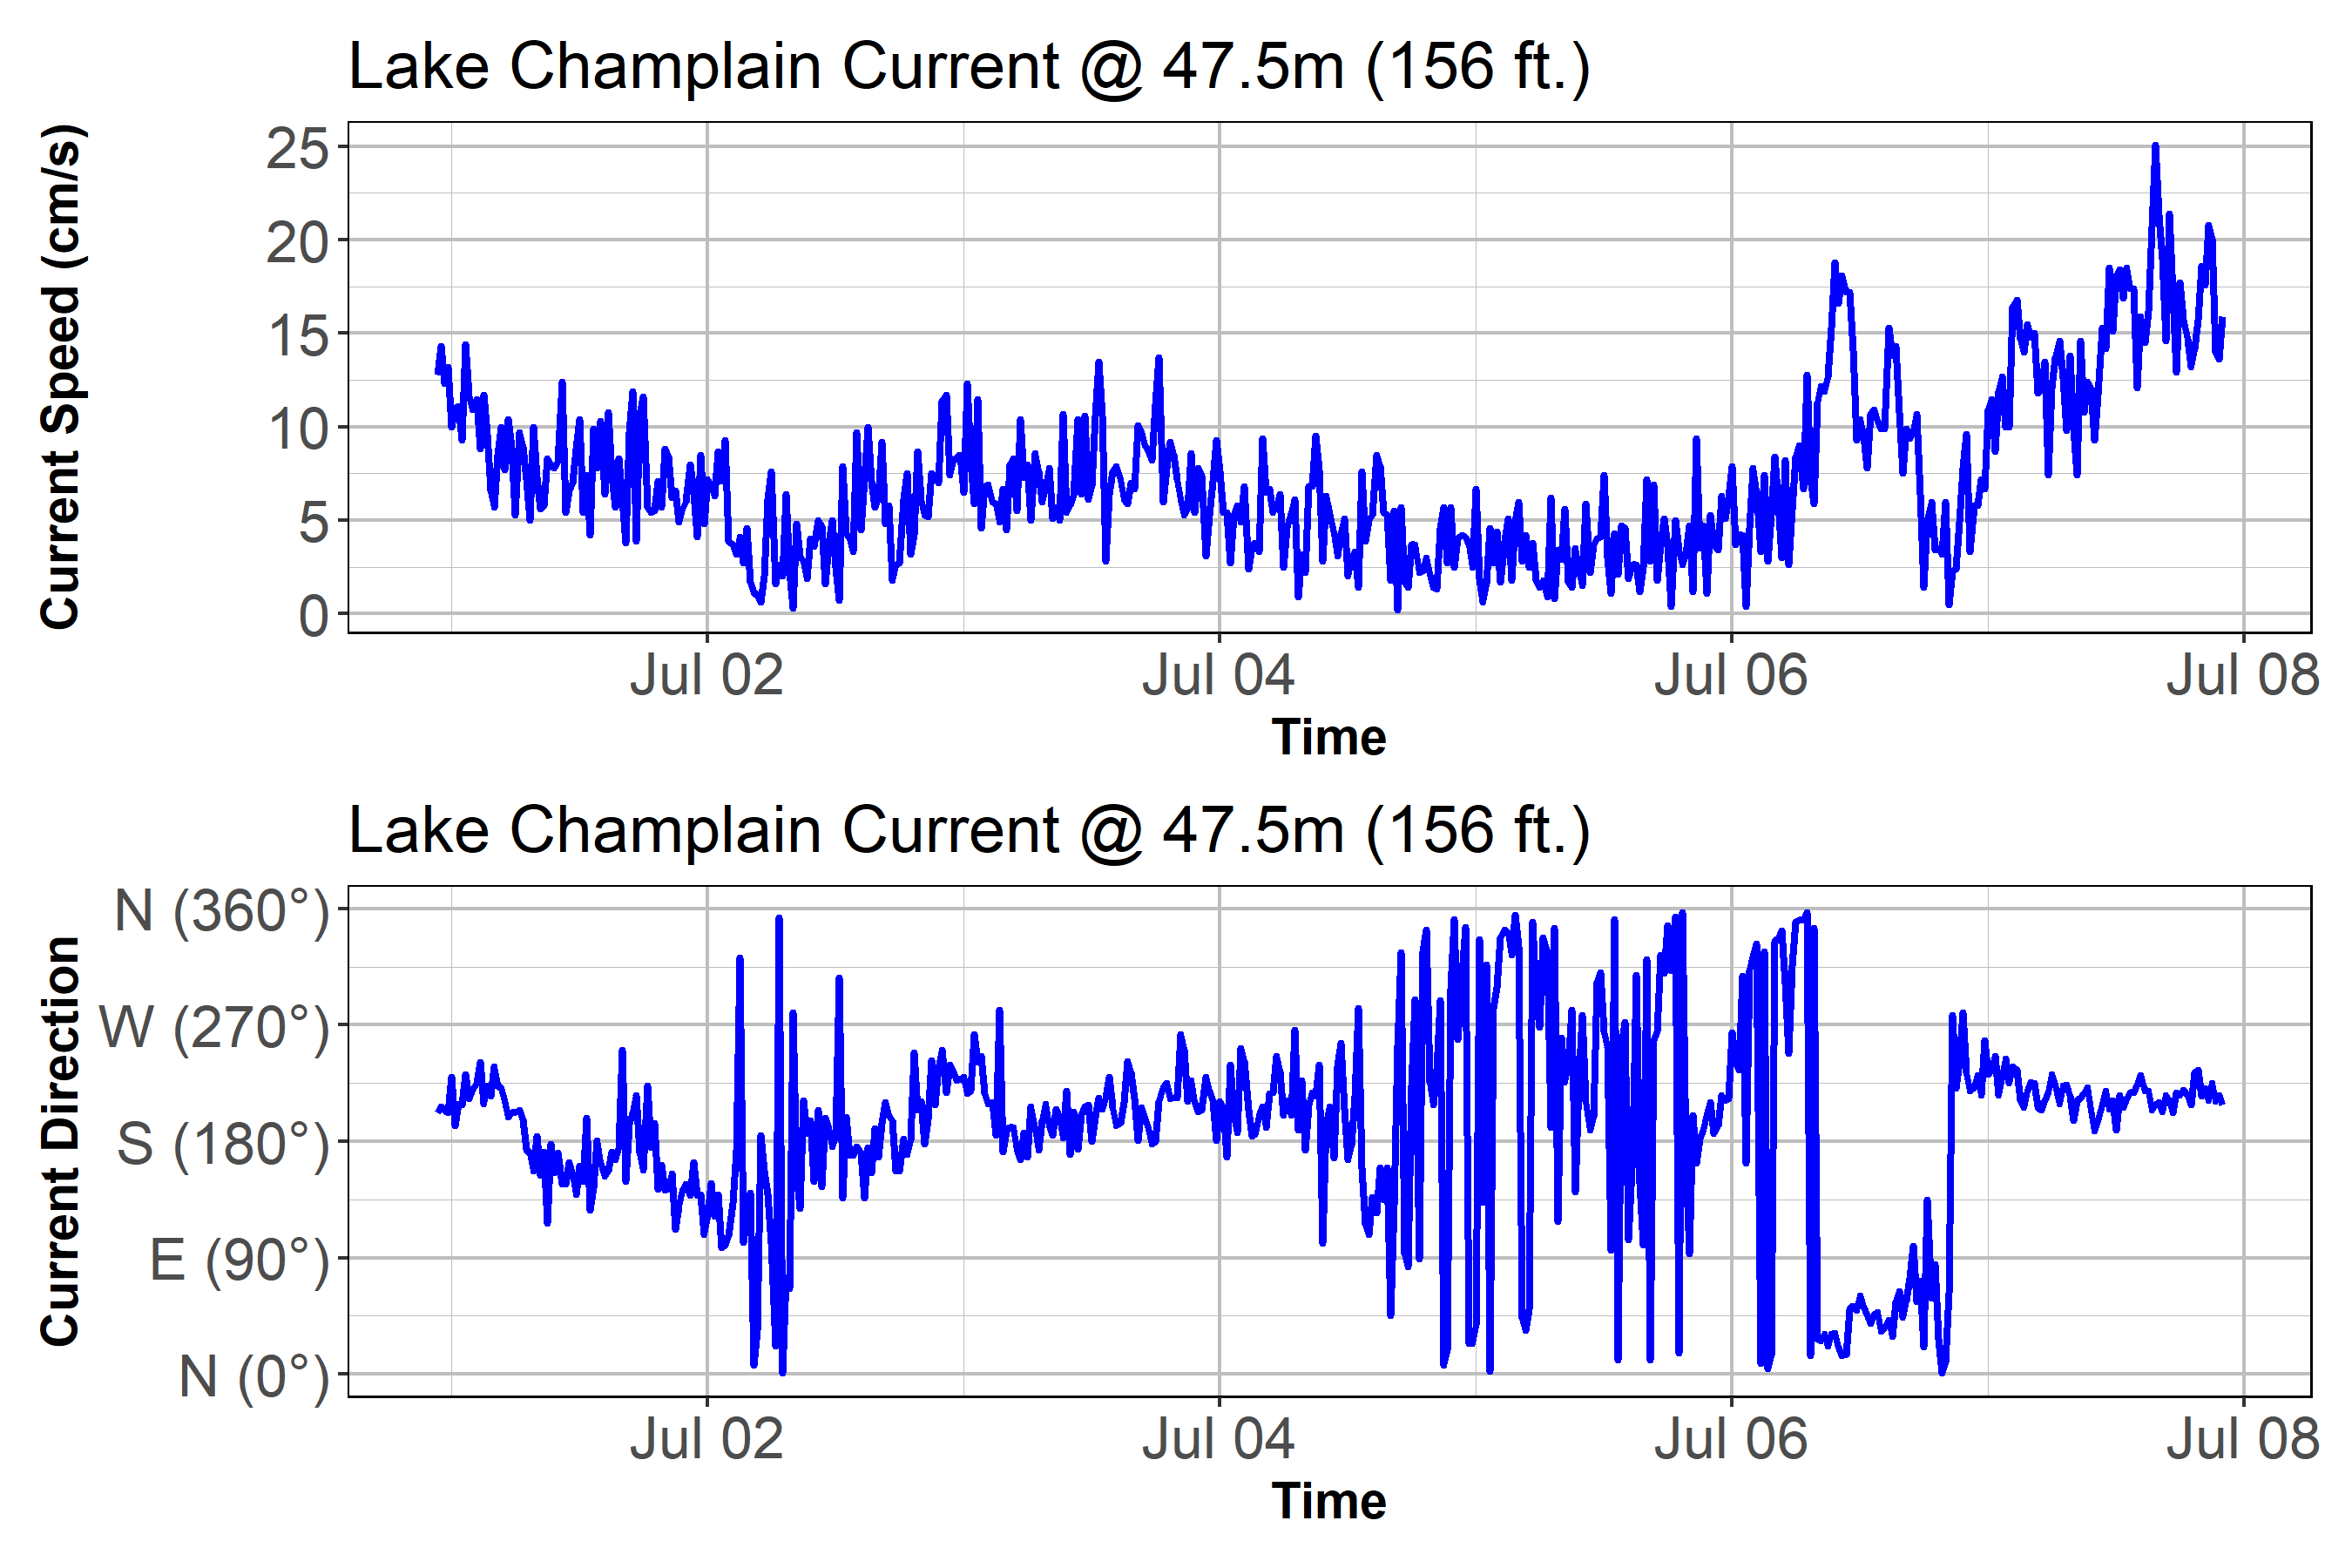 Lake Champlain Current @ 47.5m (156 ft.)
Current Speed (cm/s)
25
20
15
10
5
0
Jul 02 Jul 04 Jul 06 Jul 08
Time
Lake Champlain Current @ 47.5m (156 ft.)
Current Direction
N (360°)
W (270°)
S (180°)
E (90°)
N (0°)
Jul 02 Jul 04 Jul 06 Jul 08
Time